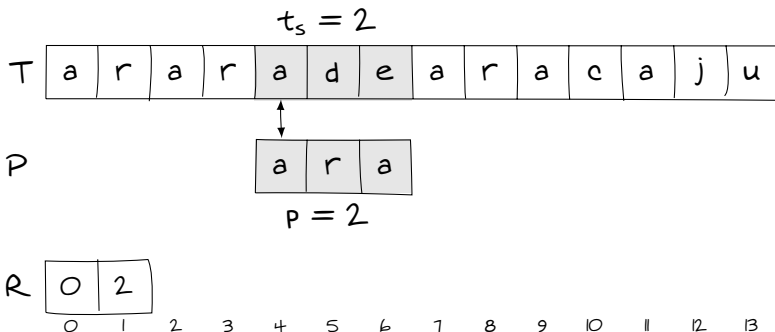 tₛ = 2
T a r a r a d e a r a c a j u
P a r a
p = 2
R 0 2
0 1 2 3 4 5 6 7 8 9 10 11 12 13